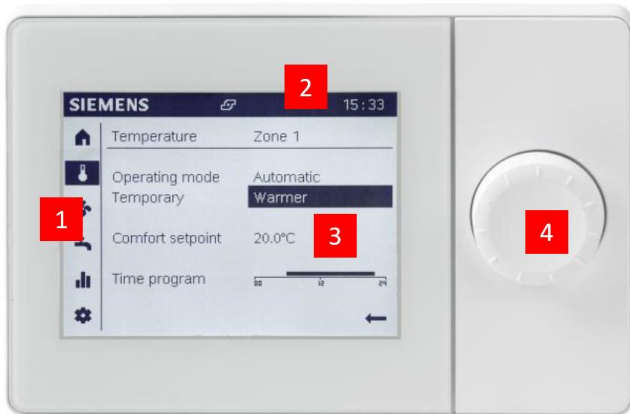 SIEMENS 2 15:33
Temperature Zone 1
Operating mode Automatic
Temporary Warmer
1
Comfort setpoint 20.0°C 3
4
Time program 00 12 24